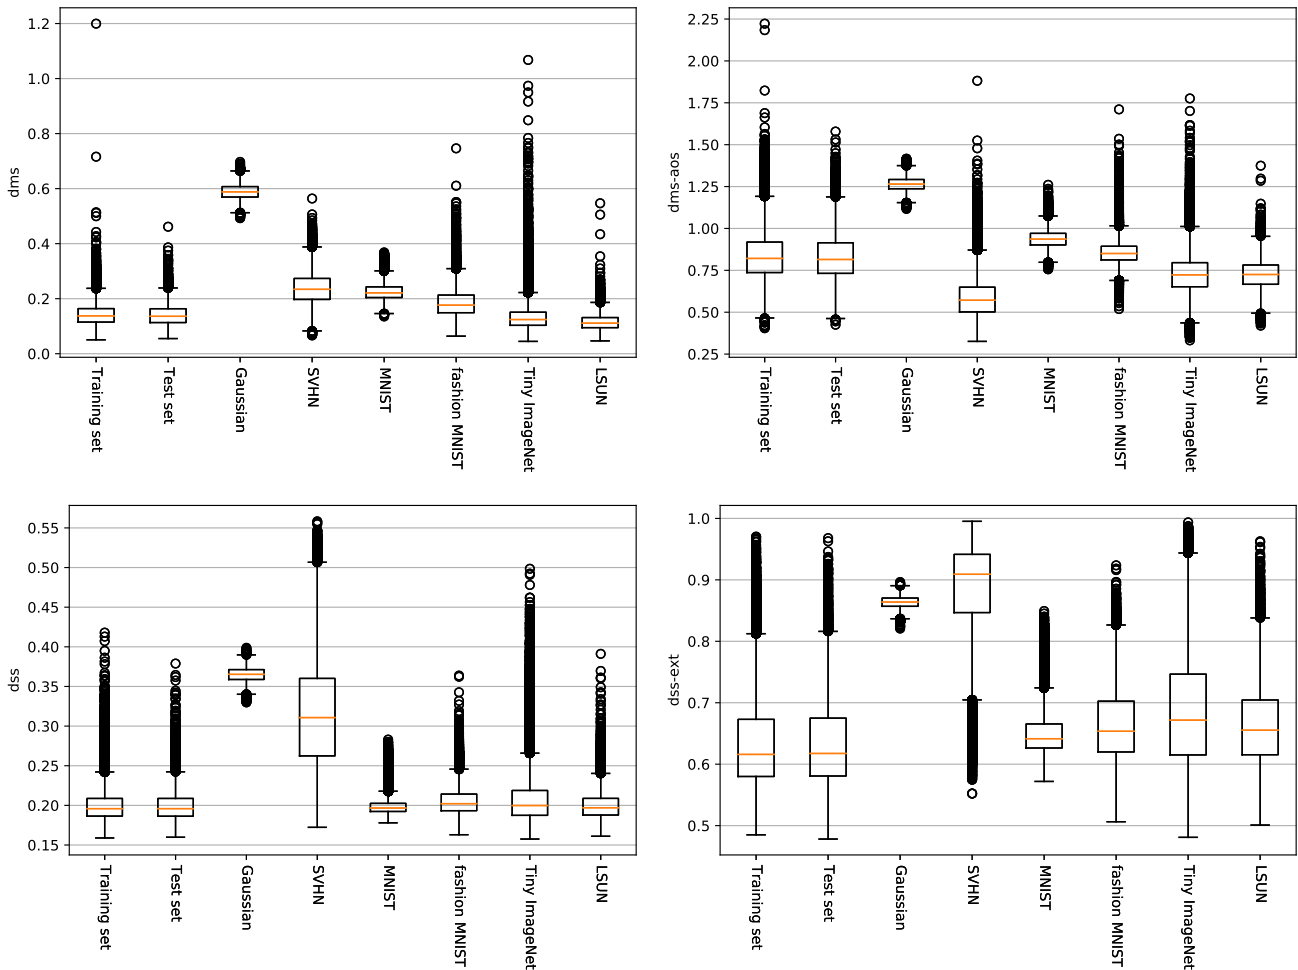 dms
1.2
1.0
0.8
0.6
0.4
0.2
0.0
Training set
Test set
Gaussian
SVHN
MNIST
fashion MNIST
Tiny ImageNet
LSUN
dms-aos
2.25
2.00
1.75
1.50
1.25
1.00
0.75
0.50
0.25
Training set
Test set
Gaussian
SVHN
MNIST
fashion MNIST
Tiny ImageNet
LSUN
dss
0.55
0.50
0.45
0.40
0.35
0.30
0.25
0.20
0.15
Training set
Test set
Gaussian
SVHN
MNIST
fashion MNIST
Tiny ImageNet
LSUN
dss-ext
1.0
0.9
0.8
0.7
0.6
0.5
Training set
Test set
Gaussian
SVHN
MNIST
fashion MNIST
Tiny ImageNet
LSUN